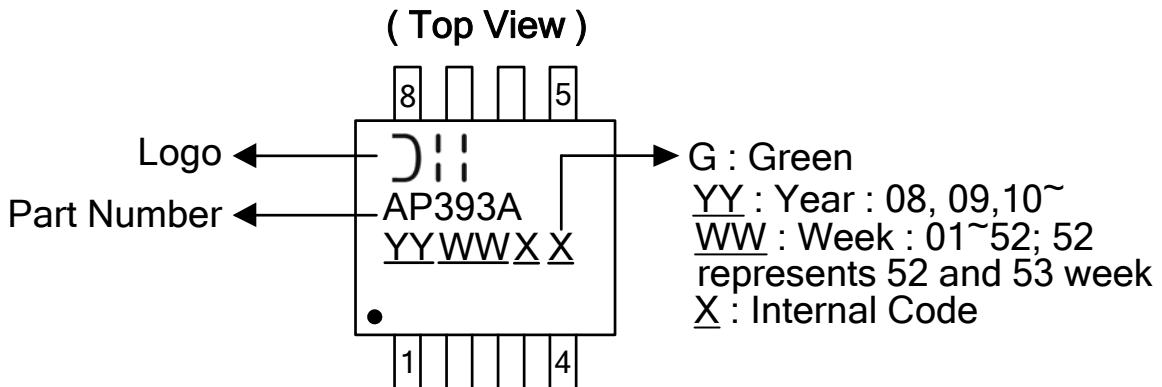 ( Top View )
8 5
Logo
G : Green
Part Number
AP393A
YY : Year : 08, 09,10~
YYWWX X
WW : Week : 01~52; 52
represents 52 and 53 week
X : Internal Code
1 4